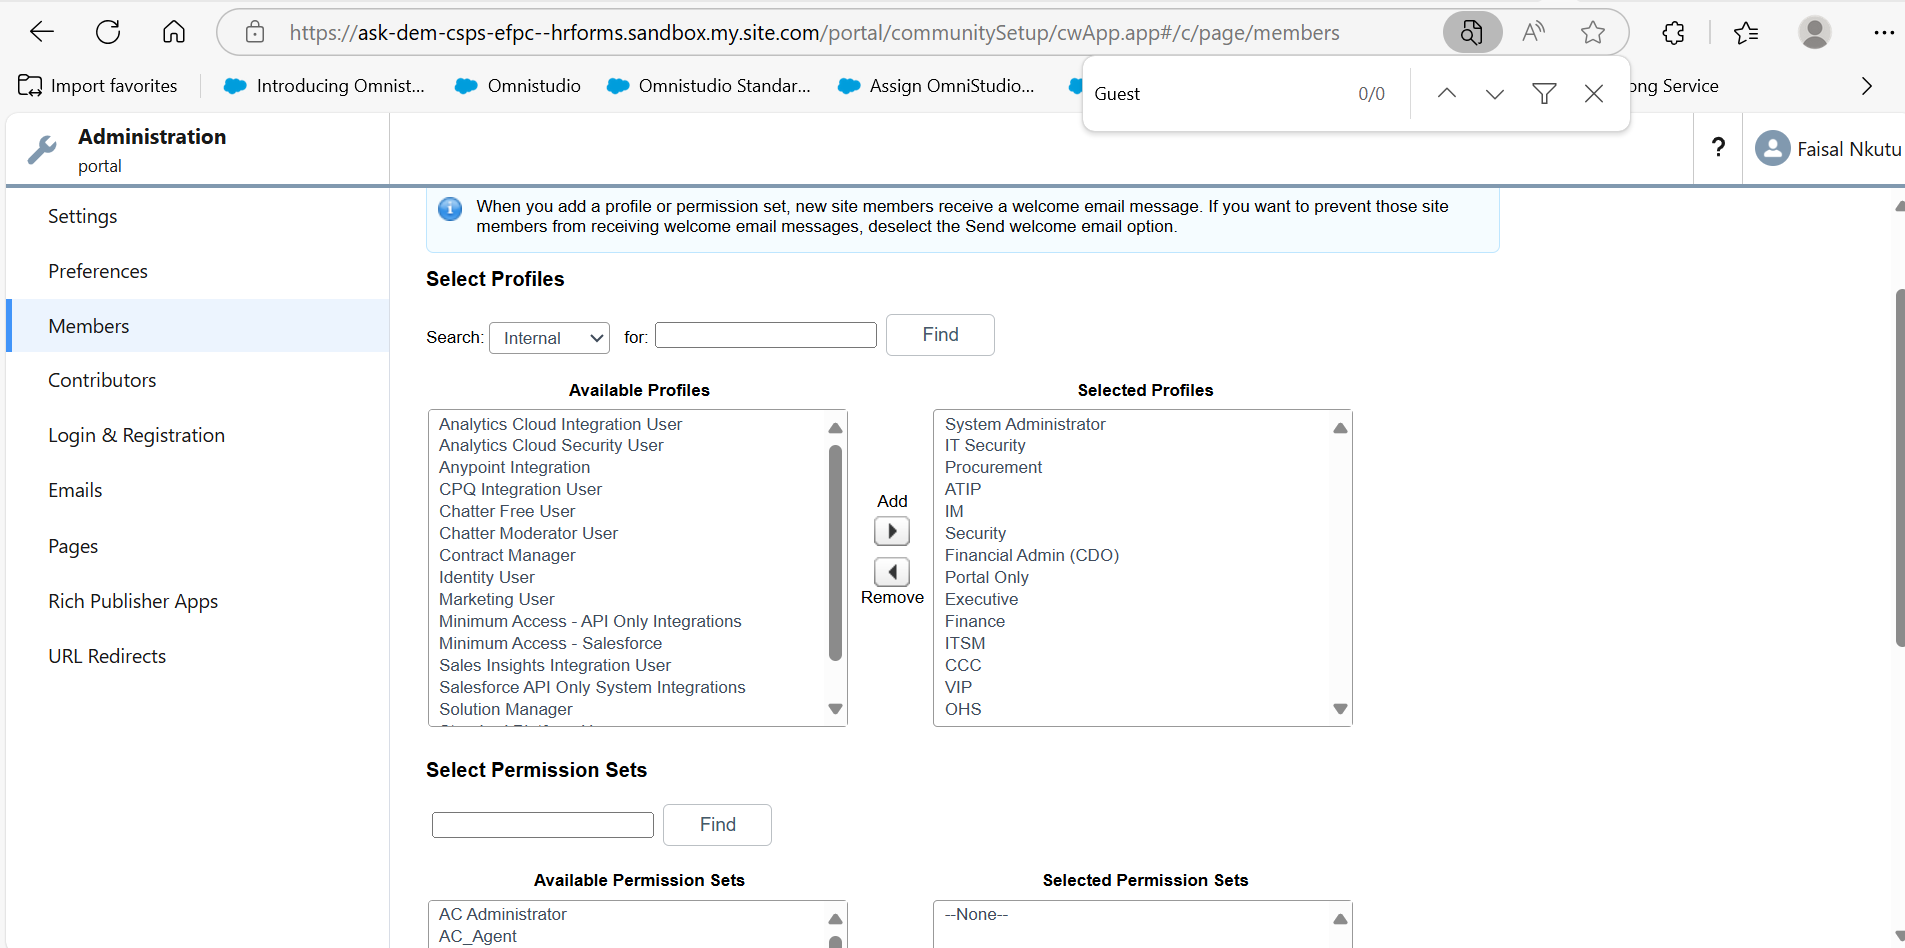 https://ask-dem-csps-efpc--hrforms.sandbox.my.site.com/portal/communitySetup/cwApp.app#/c/page/members
Import favorites
Introducing Omnist...
Omnistudio
Omnistudio Standar...
Assign OmniStudio...
ong Service
Guest
0/0
Administration
portal
?
Faisal Nkutu
Settings
Preferences
Members
Contributors
Login & Registration
Emails
Pages
Rich Publisher Apps
URL Redirects
When you add a profile or permission set, new site members receive a welcome email message. If you want to prevent those site
members from receiving welcome email messages, deselect the Send welcome email option.
Select Profiles
Search: Internal for: Find
Available Profiles
Analytics Cloud Integration User
Analytics Cloud Security User
Anypoint Integration
CPQ Integration User
Chatter Free User
Chatter Moderator User
Contract Manager
Identity User
Marketing User
Minimum Access - API Only Integrations
Minimum Access - Salesforce
Sales Insights Integration User
Salesforce API Only System Integrations
Solution Manager
Add
Remove
Selected Profiles
System Administrator
IT Security
Procurement
ATIP
IM
Security
Financial Admin (CDO)
Portal Only
Executive
Finance
ITSM
CCC
VIP
OHS
Select Permission Sets
Find
Available Permission Sets
AC Administrator
AC_Agent
Selected Permission Sets
--None--